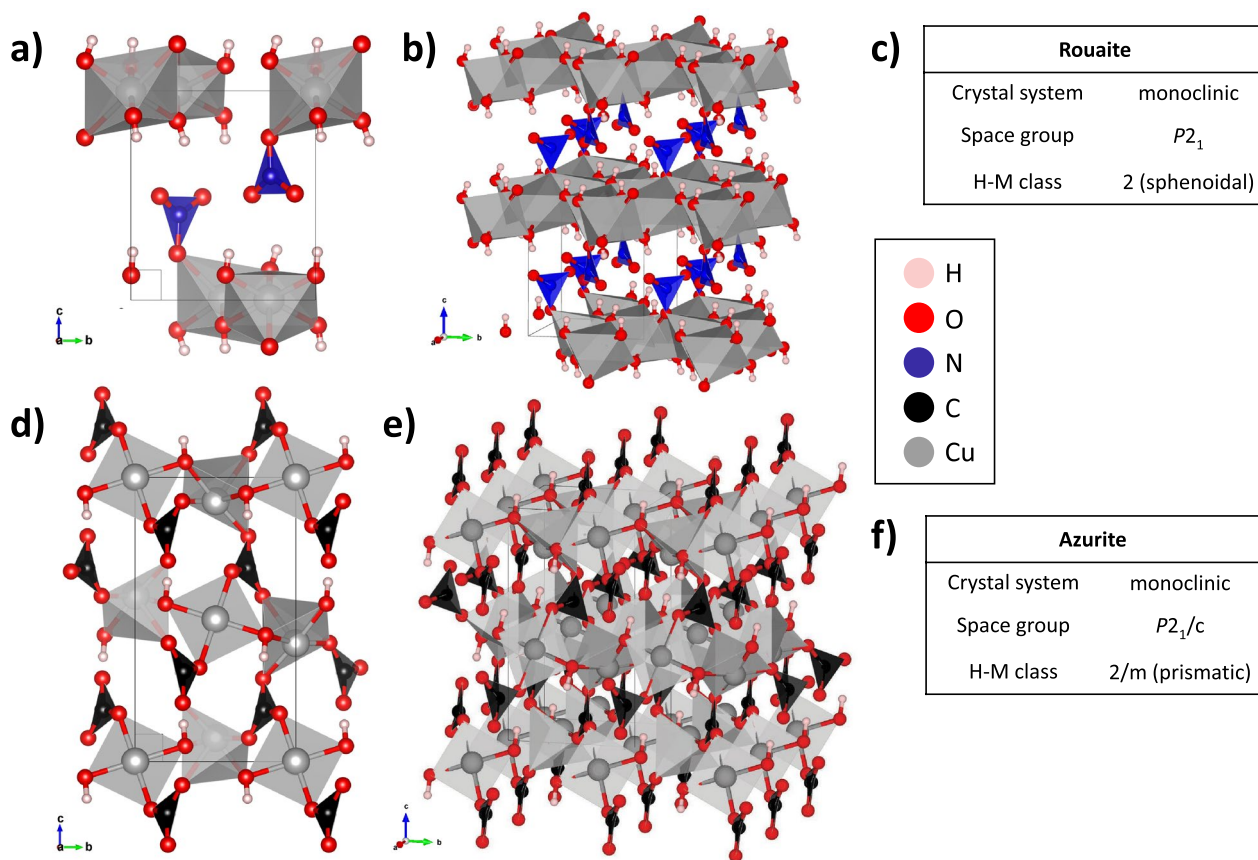 a)
b)
c)
Rouaite
Crystal system monoclinic
Space group P2₁
H-M class 2 (sphenoidal)
H
O
N
C
Cu
c
a b
c
a b
d)
e)
f)
Azurite
Crystal system monoclinic
Space group P2₁/c
H-M class 2/m (prismatic)
c
a b
c
a b